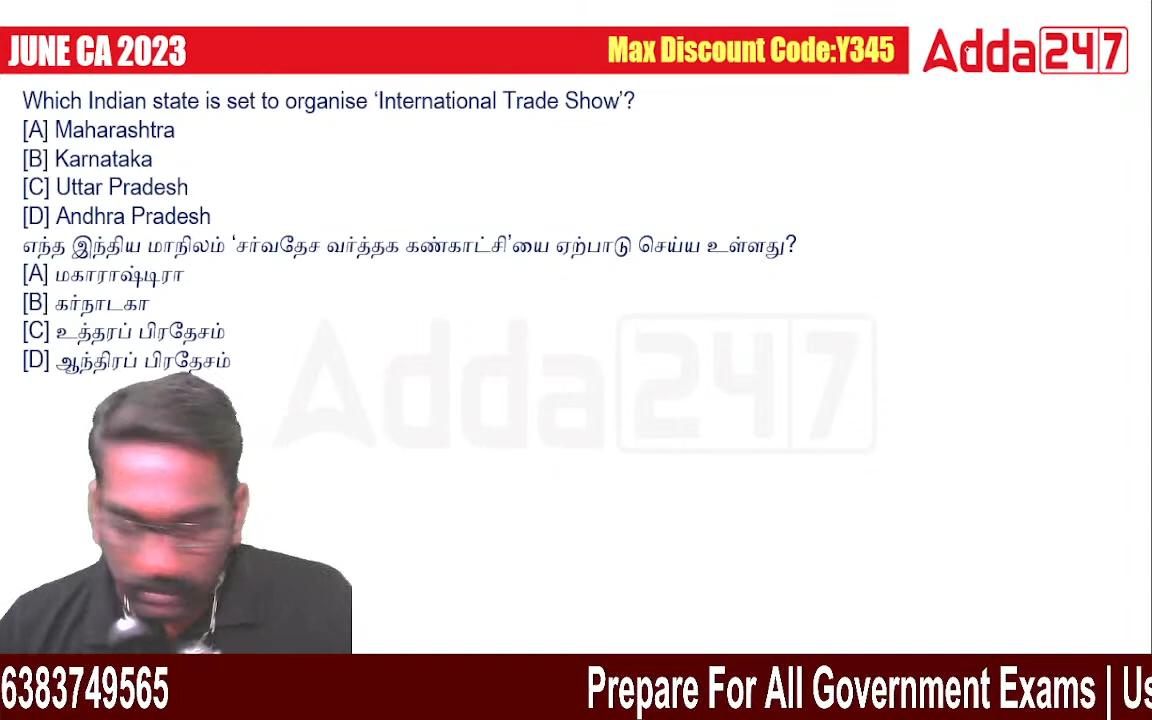 JUNE CA 2023
Max Discount Code:Y345
Adda247
Which Indian state is set to organise ‘International Trade Show’?
[A] Maharashtra
[B] Karnataka
[C] Uttar Pradesh
[D] Andhra Pradesh
எந்த இந்திய மாநிலம் ‘சர்வதேச வர்த்தக கண்காட்சி’யை ஏற்பாடு செய்ய உள்ளது?
[A] மகாராஷ்டிரா
[B] கர்நாடகா
[C] உத்தரப் பிரதேசம்
[D] ஆந்திரப் பிரதேசம்
Adda247
6383749565
Prepare For All Government Exams | Us